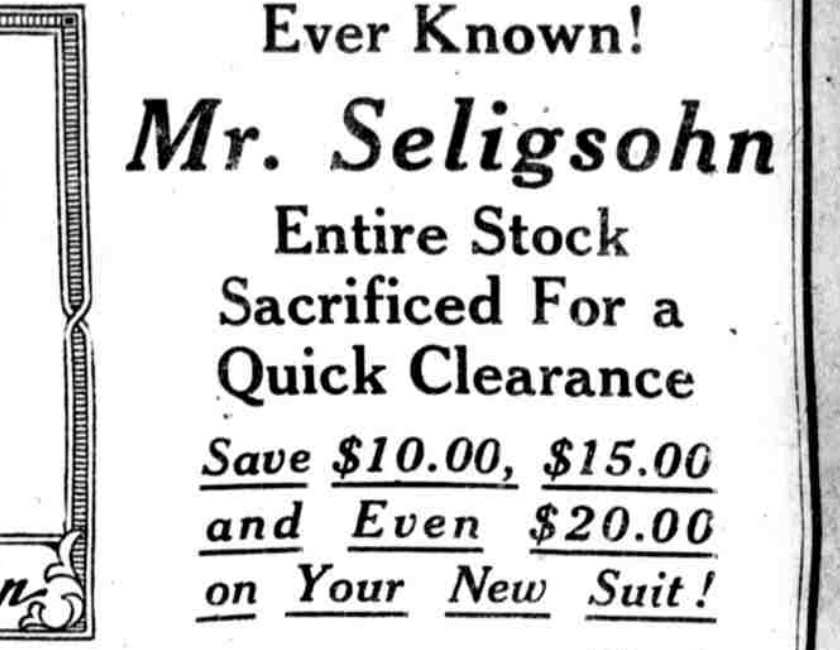 Ever Known!
Mr. Seligsohn
Entire Stock
Sacrificed For a
Quick Clearance
Save $10.00, $15.00
and Even $20.00
on Your New Suit!